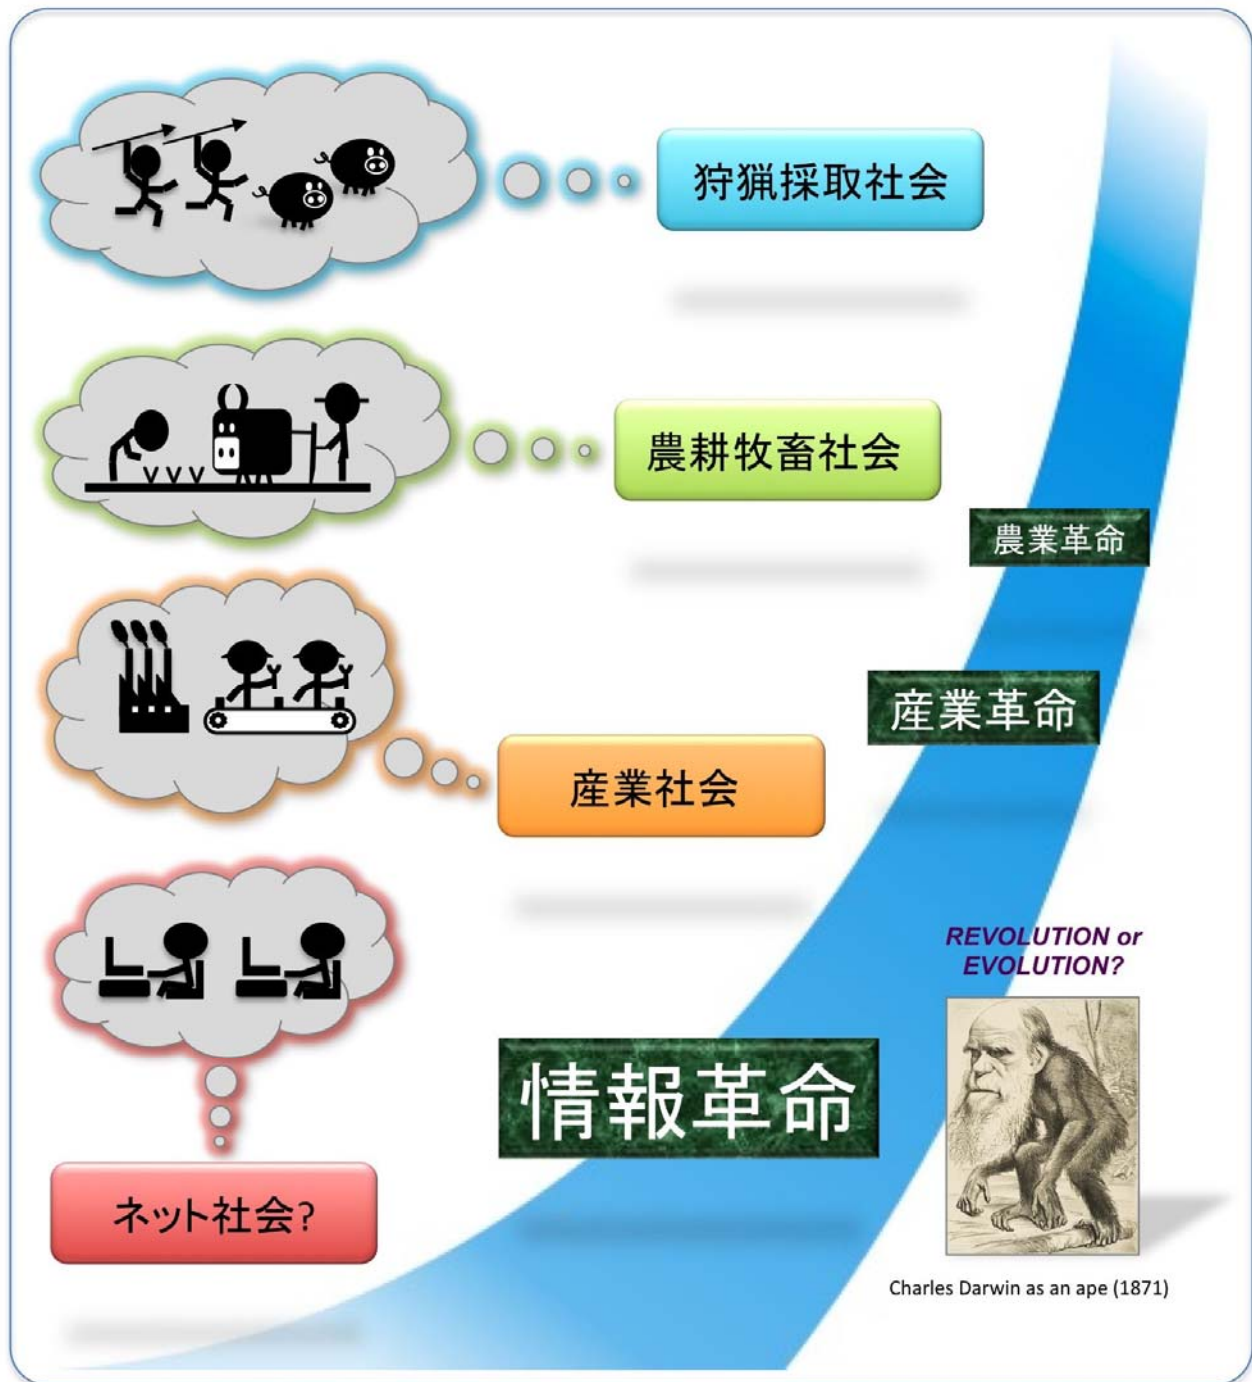 狩猟採取社会
農耕牧畜社会
農業革命
産業革命
産業社会
REVOLUTION or
EVOLUTION?
情報革命
ネット社会?
Charles Darwin as an ape (1871)